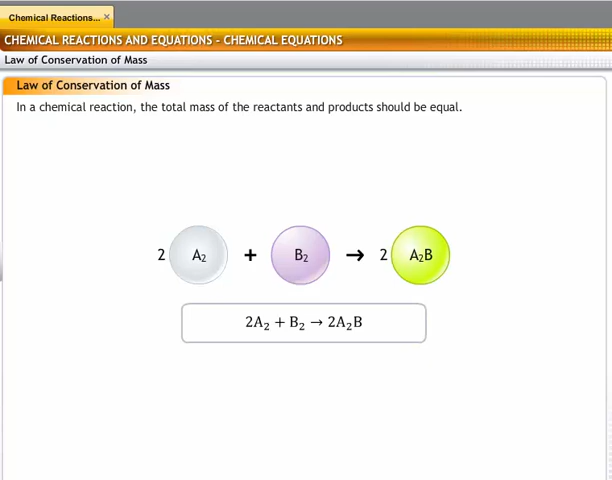 Chemical Reactions... ×
CHEMICAL REACTIONS AND EQUATIONS - CHEMICAL EQUATIONS
Law of Conservation of Mass
Law of Conservation of Mass
In a chemical reaction, the total mass of the reactants and products should be equal.
2 A₂ + B₂ → 2 A₂B
2A₂ + B₂ → 2A₂B